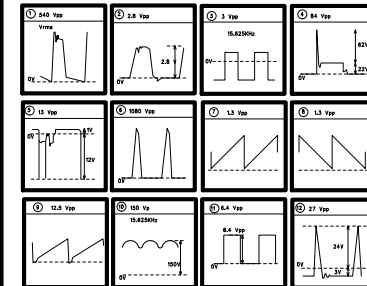 ① 540 Vpp
Vrms
0V
② 2.8 Vpp
2.8 V
0V
③ 3 Vpp
15.625KHz
0V
④ 84 Vpp
62V
22V
0V
⑤ 13 Vpp
1V
12V
0V
⑥ 1080 Vpp
0V
⑦ 1.3 Vpp
⑧ 1.3 Vpp
⑨ 12.5 Vpp
⑩ 150 Vp
15.625KHz
150V
0V
⑪ 6.4 Vpp
6.4 Vpp
0V
⑫ 27 Vpp
24V
0V
3V